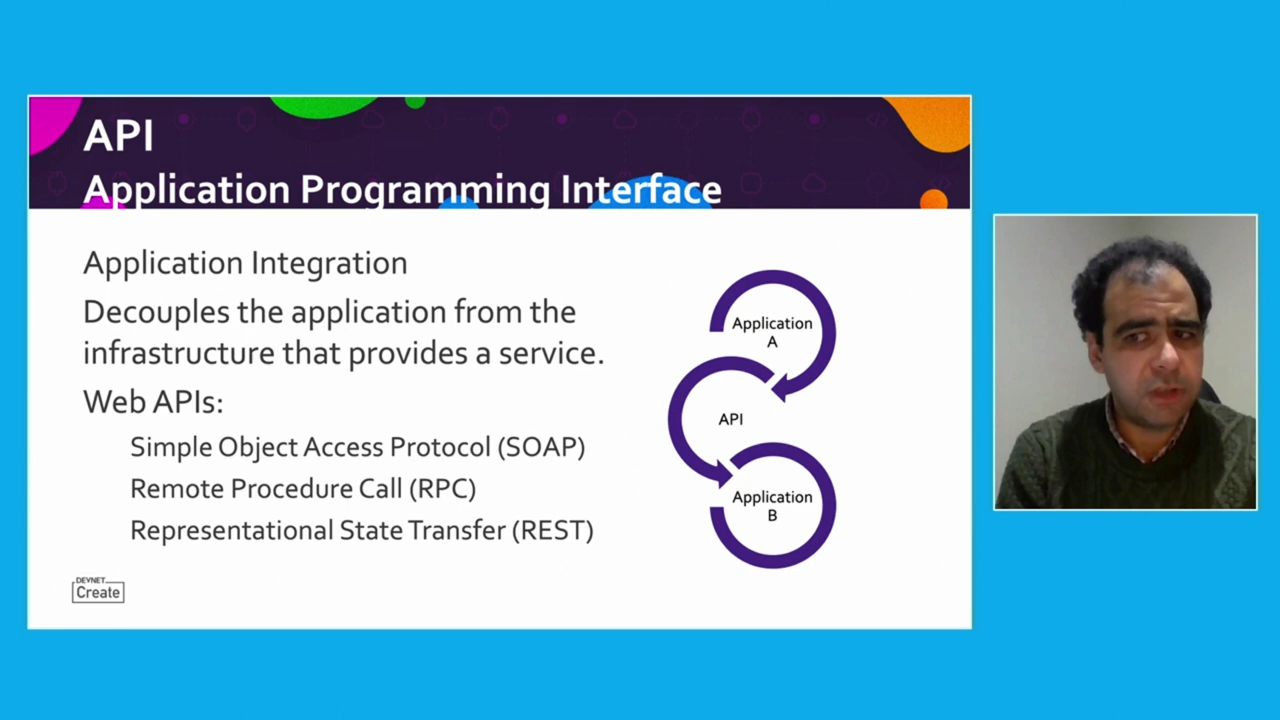 API
Application Programming Interface
Application Integration
Decouples the application from the
infrastructure that provides a service.
Web APIs:
Simple Object Access Protocol (SOAP)
Remote Procedure Call (RPC)
Representational State Transfer (REST)
Application
A
API
Application
B
DEVNET
Create